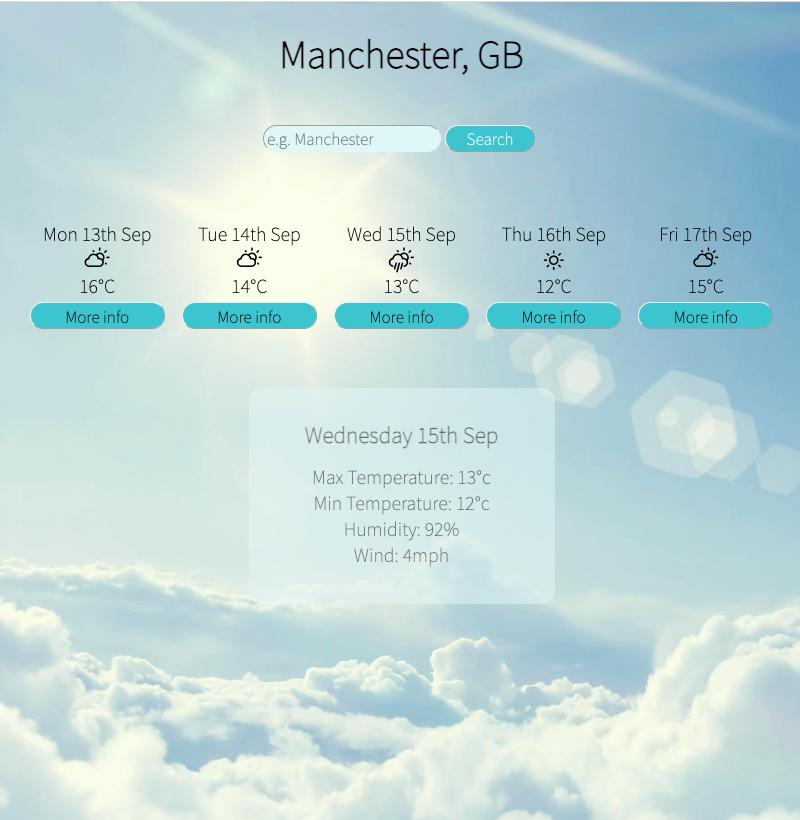 Manchester, GB
e.g. Manchester
Search
Mon 13th Sep
Tue 14th Sep
Wed 15th Sep
Thu 16th Sep
Fri 17th Sep
16°C
14°C
13°C
12°C
15°C
More info
More info
More info
More info
More info
Wednesday 15th Sep
Max Temperature: 13°c
Min Temperature: 12°c
Humidity: 92%
Wind: 4mph